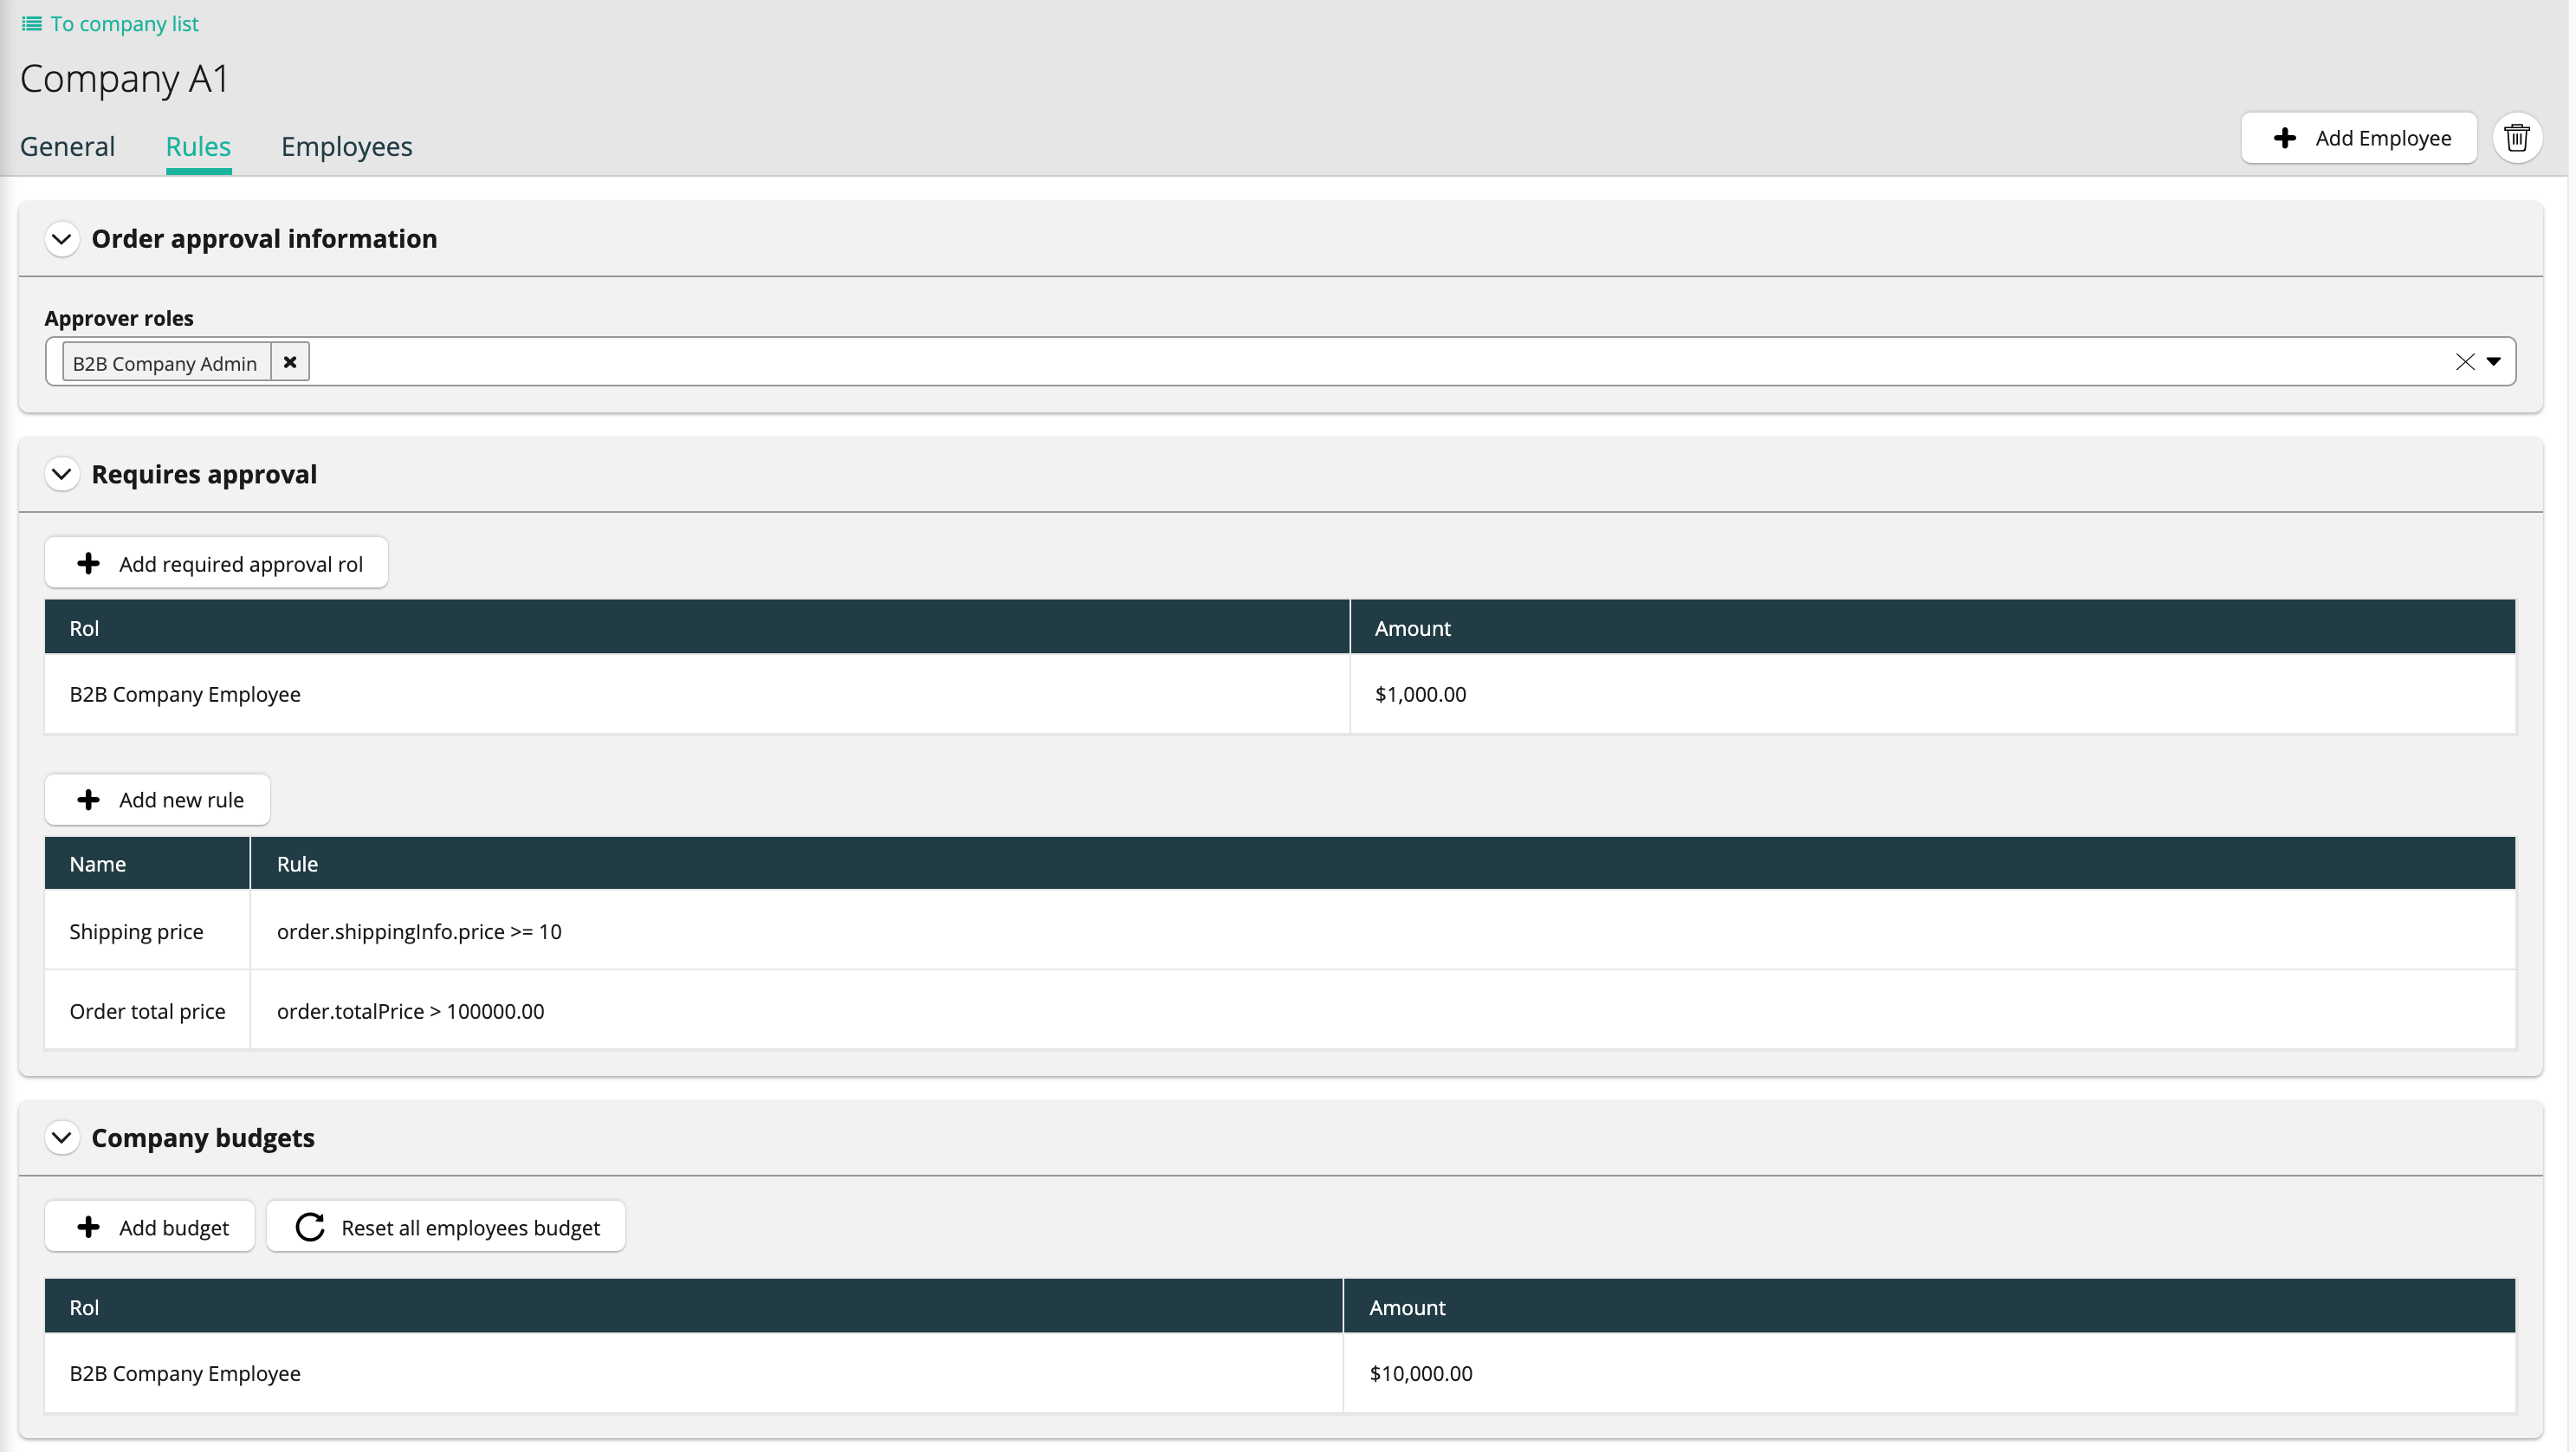 To company list
Company A1
General Rules Employees
Add Employee
Order approval information
Approver roles
B2B Company Admin
Requires approval
Add required approval rol
Rol Amount
B2B Company Employee $1,000.00
Add new rule
Name Rule
Shipping price order.shippingInfo.price >= 10
Order total price order.totalPrice > 100000.00
Company budgets
Add budget Reset all employees budget
Rol Amount
B2B Company Employee $10,000.00